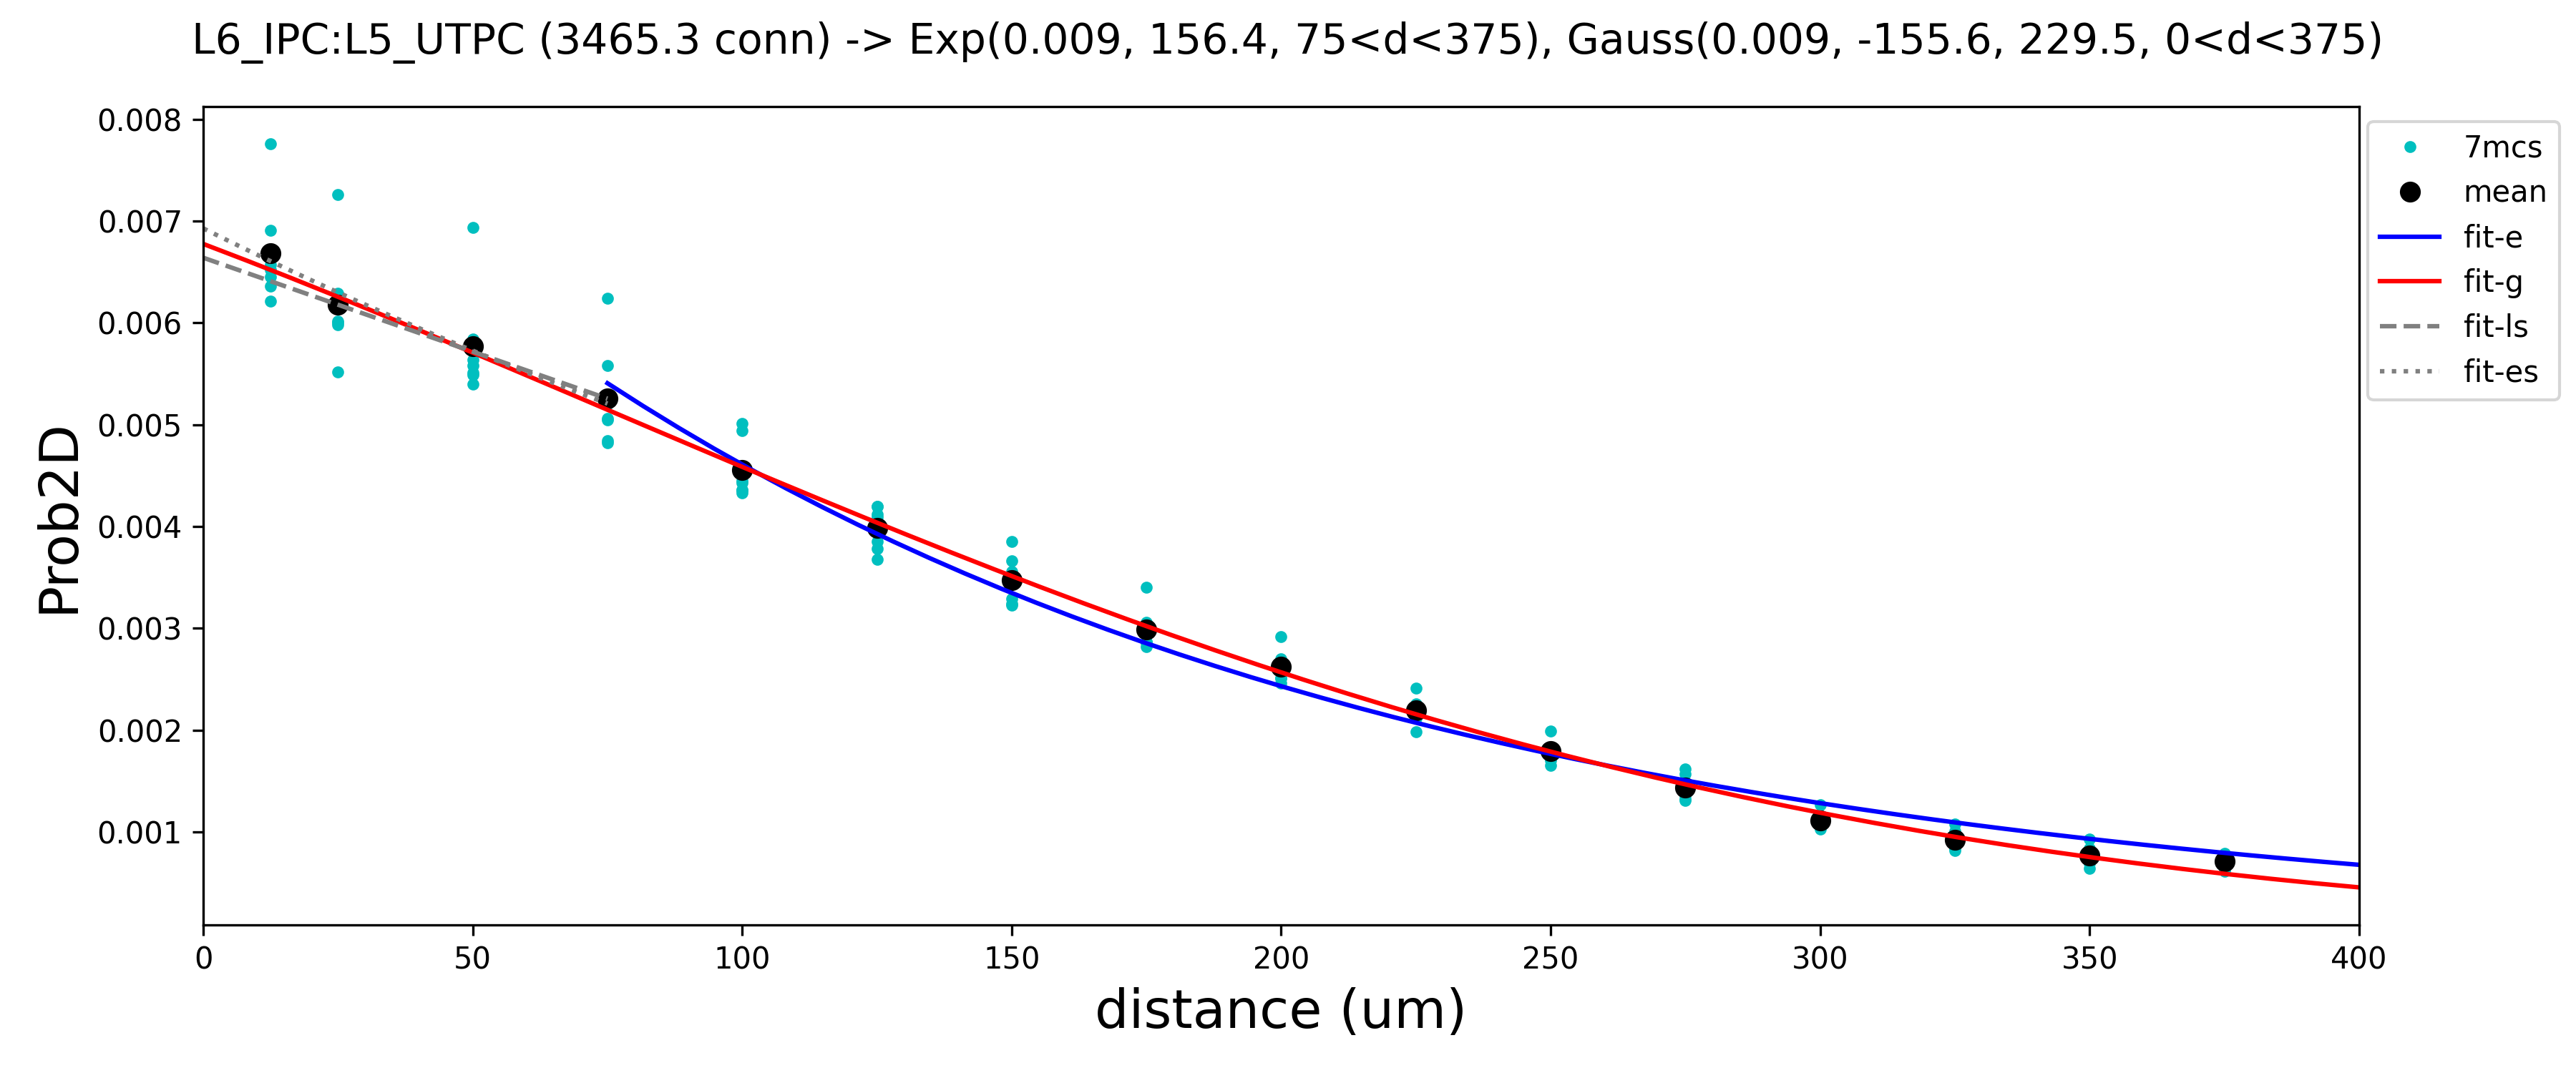 L6_IPC:L5_UTPC (3465.3 conn) -> Exp(0.009, 156.4, 75<d<375), Gauss(0.009, -155.6, 229.5, 0<d<375)
0.008
0.007
0.006
0.005
0.004
0.003
0.002
0.001
Prob2D
0 50 100 150 200 250 300 350 400
distance (um)
7mcs
mean
fit-e
fit-g
fit-ls
fit-es